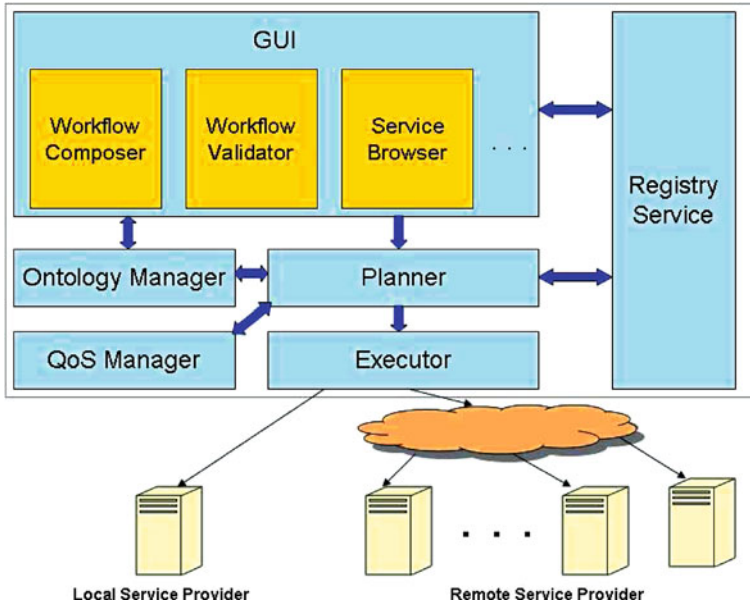 GUI
Workflow
Composer
Workflow
Validator
Service
Browser
. . .
Registry
Service
Ontology Manager
Planner
QoS Manager
Executor
. . .
Local Service Provider
Remote Service Provider